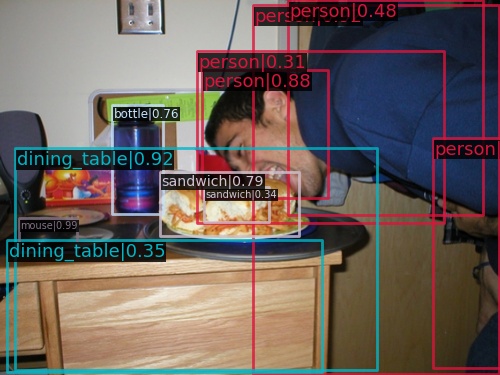 person|0.48
person
person|0.31
person|0.88
bottle|0.76
dining_table|0.92
person
sandwich|0.79
sandwich|0.34
mouse|0.99
dining_table|0.35